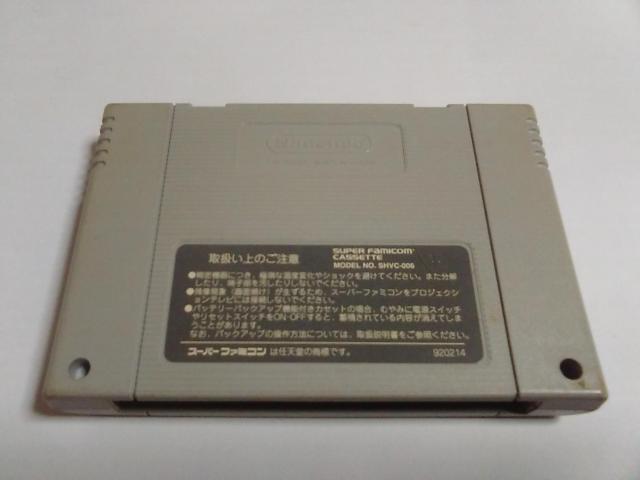 Nintendo
取扱い上のご注意
SUPER FAMICOM
CASSETTE
MODEL NO. SHVC-006
●精密機器につき、極端な温度変化やショックを避けてください。また分解
したり、端子部を汚したりしないでください。
●残像現象(画面焼け)が生ずるため、スーパーファミコンをプロジェクシ
ョンテレビには接続しないでください。
●バッテリーバックアップ機能付きカセットの場合、むやみに電源スイッチ
やリセットスイッチをON・OFFすると、蓄積されている内容が消えてしま
うことがあります。
なお、バックアップの操作方法については、取扱説明書をご参照ください。
スーパーファミコン は任天堂の商標です。
920214